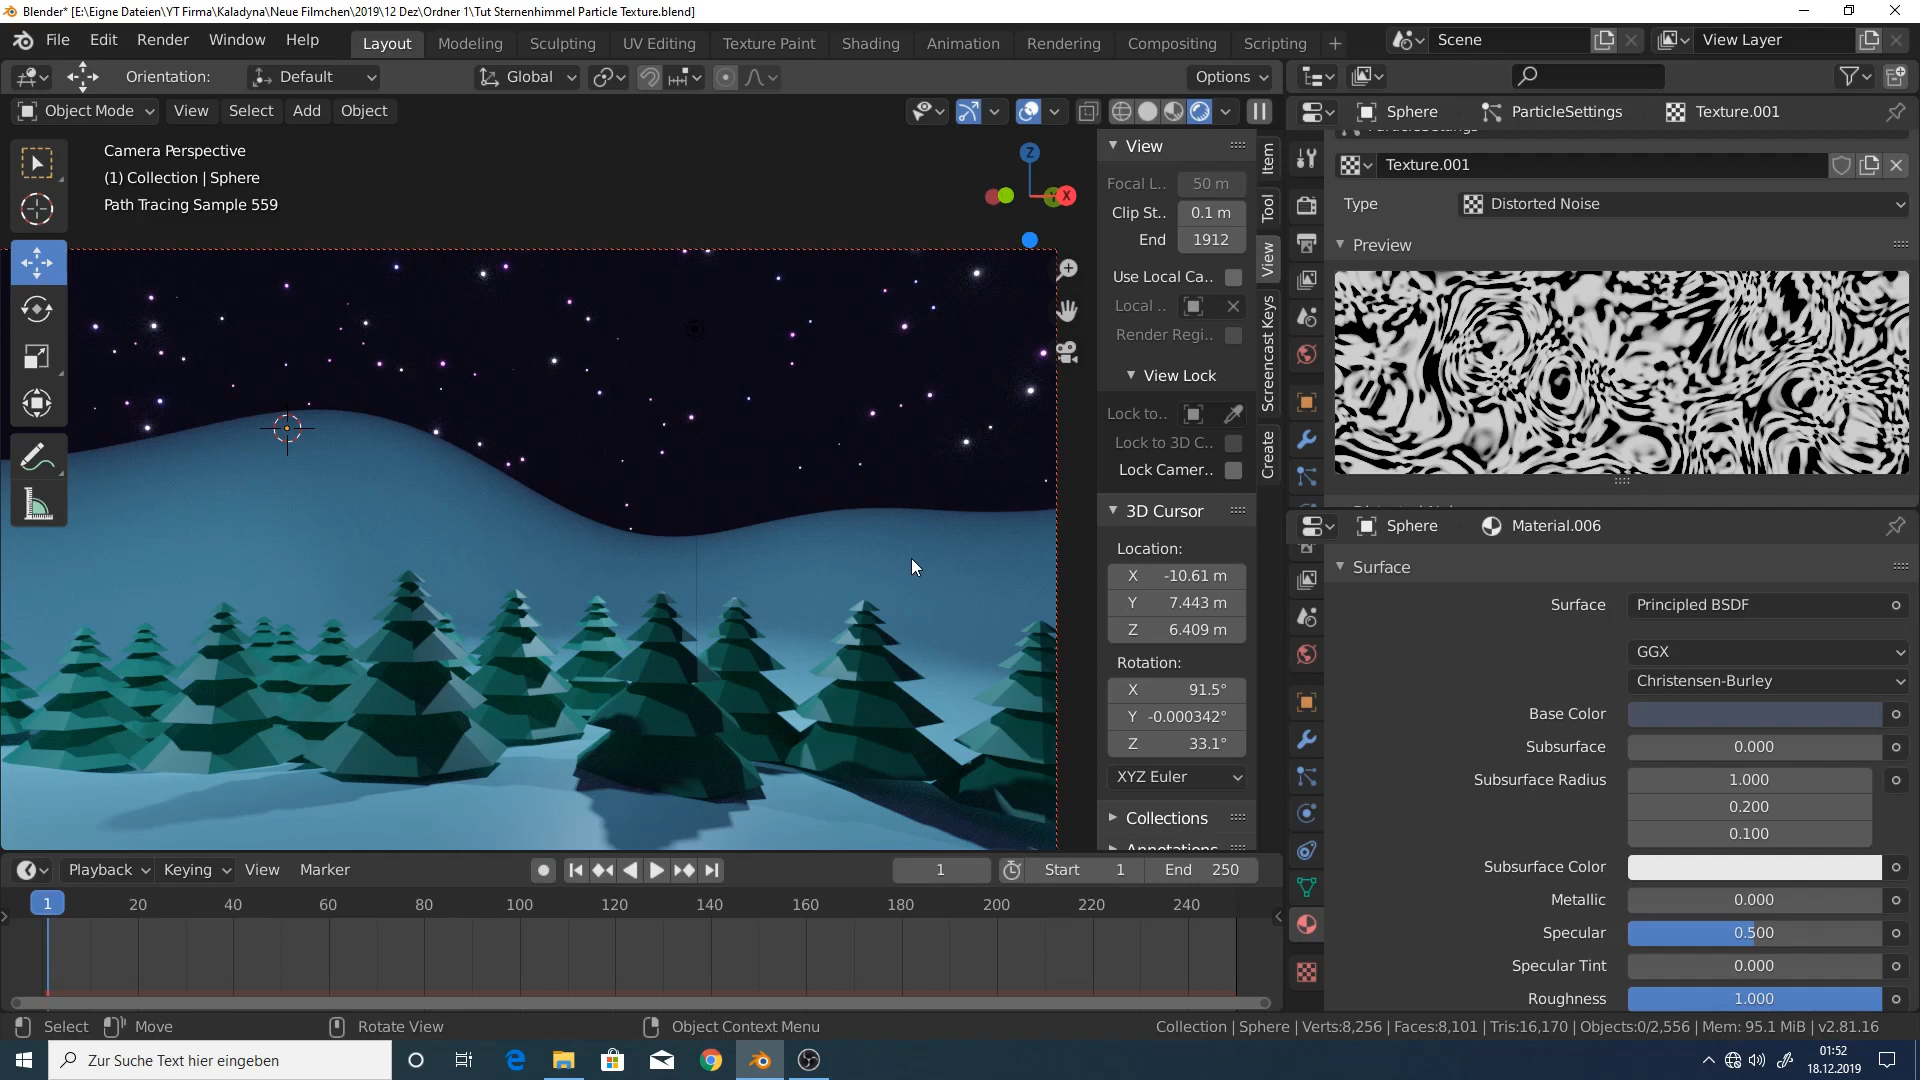 Blender* [E:\Eigne Dateien\YT Firma\Kaladyna\Neue Filmchen\2019\12 Dez\Ordner 1\Tut Sternenhimmel Particle Texture.blend]
File Edit Render Window Help Layout Modeling Sculpting UV Editing Texture Paint Shading Animation Rendering Compositing Scripting + Scene View Layer
Orientation: Default Global Options
Object Mode View Select Add Object
Sphere ParticleSettings Texture.001
Camera Perspective
(1) Collection | Sphere
Path Tracing Sample 559
Z
X
View
Focal L.. 50 m
Clip St.. 0.1 m
End 1912
Use Local Ca..
Local ..
Render Regi..
View Lock
Lock to..
Lock to 3D C..
Lock Camer..
3D Cursor
Location:
X -10.61 m
Y 7.443 m
Z 6.409 m
Rotation:
X 91.5°
Y -0.000342°
Z 33.1°
XYZ Euler
Collections
Annotations
Item
Tool
View
Screencast Keys
Create
ParticleSettings
Texture.001
Type Distorted Noise
Preview
Sphere Material.006
Surface
Surface Principled BSDF
GGX
Christensen-Burley
Base Color
Subsurface 0.000
Subsurface Radius 1.000
0.200
0.100
Subsurface Color
Metallic 0.000
Specular 0.500
Specular Tint 0.000
Roughness 1.000
Playback Keying View Marker 1 Start 1 End 250
1 20 40 60 80 100 120 140 160 180 200 220 240
Select Move Rotate View Object Context Menu Collection | Sphere | Verts:8,256 | Faces:8,101 | Tris:16,170 | Objects:0/2,556 | Mem: 95.1 MiB | v2.81.16
Zur Suche Text hier eingeben
01:52
18.12.2019